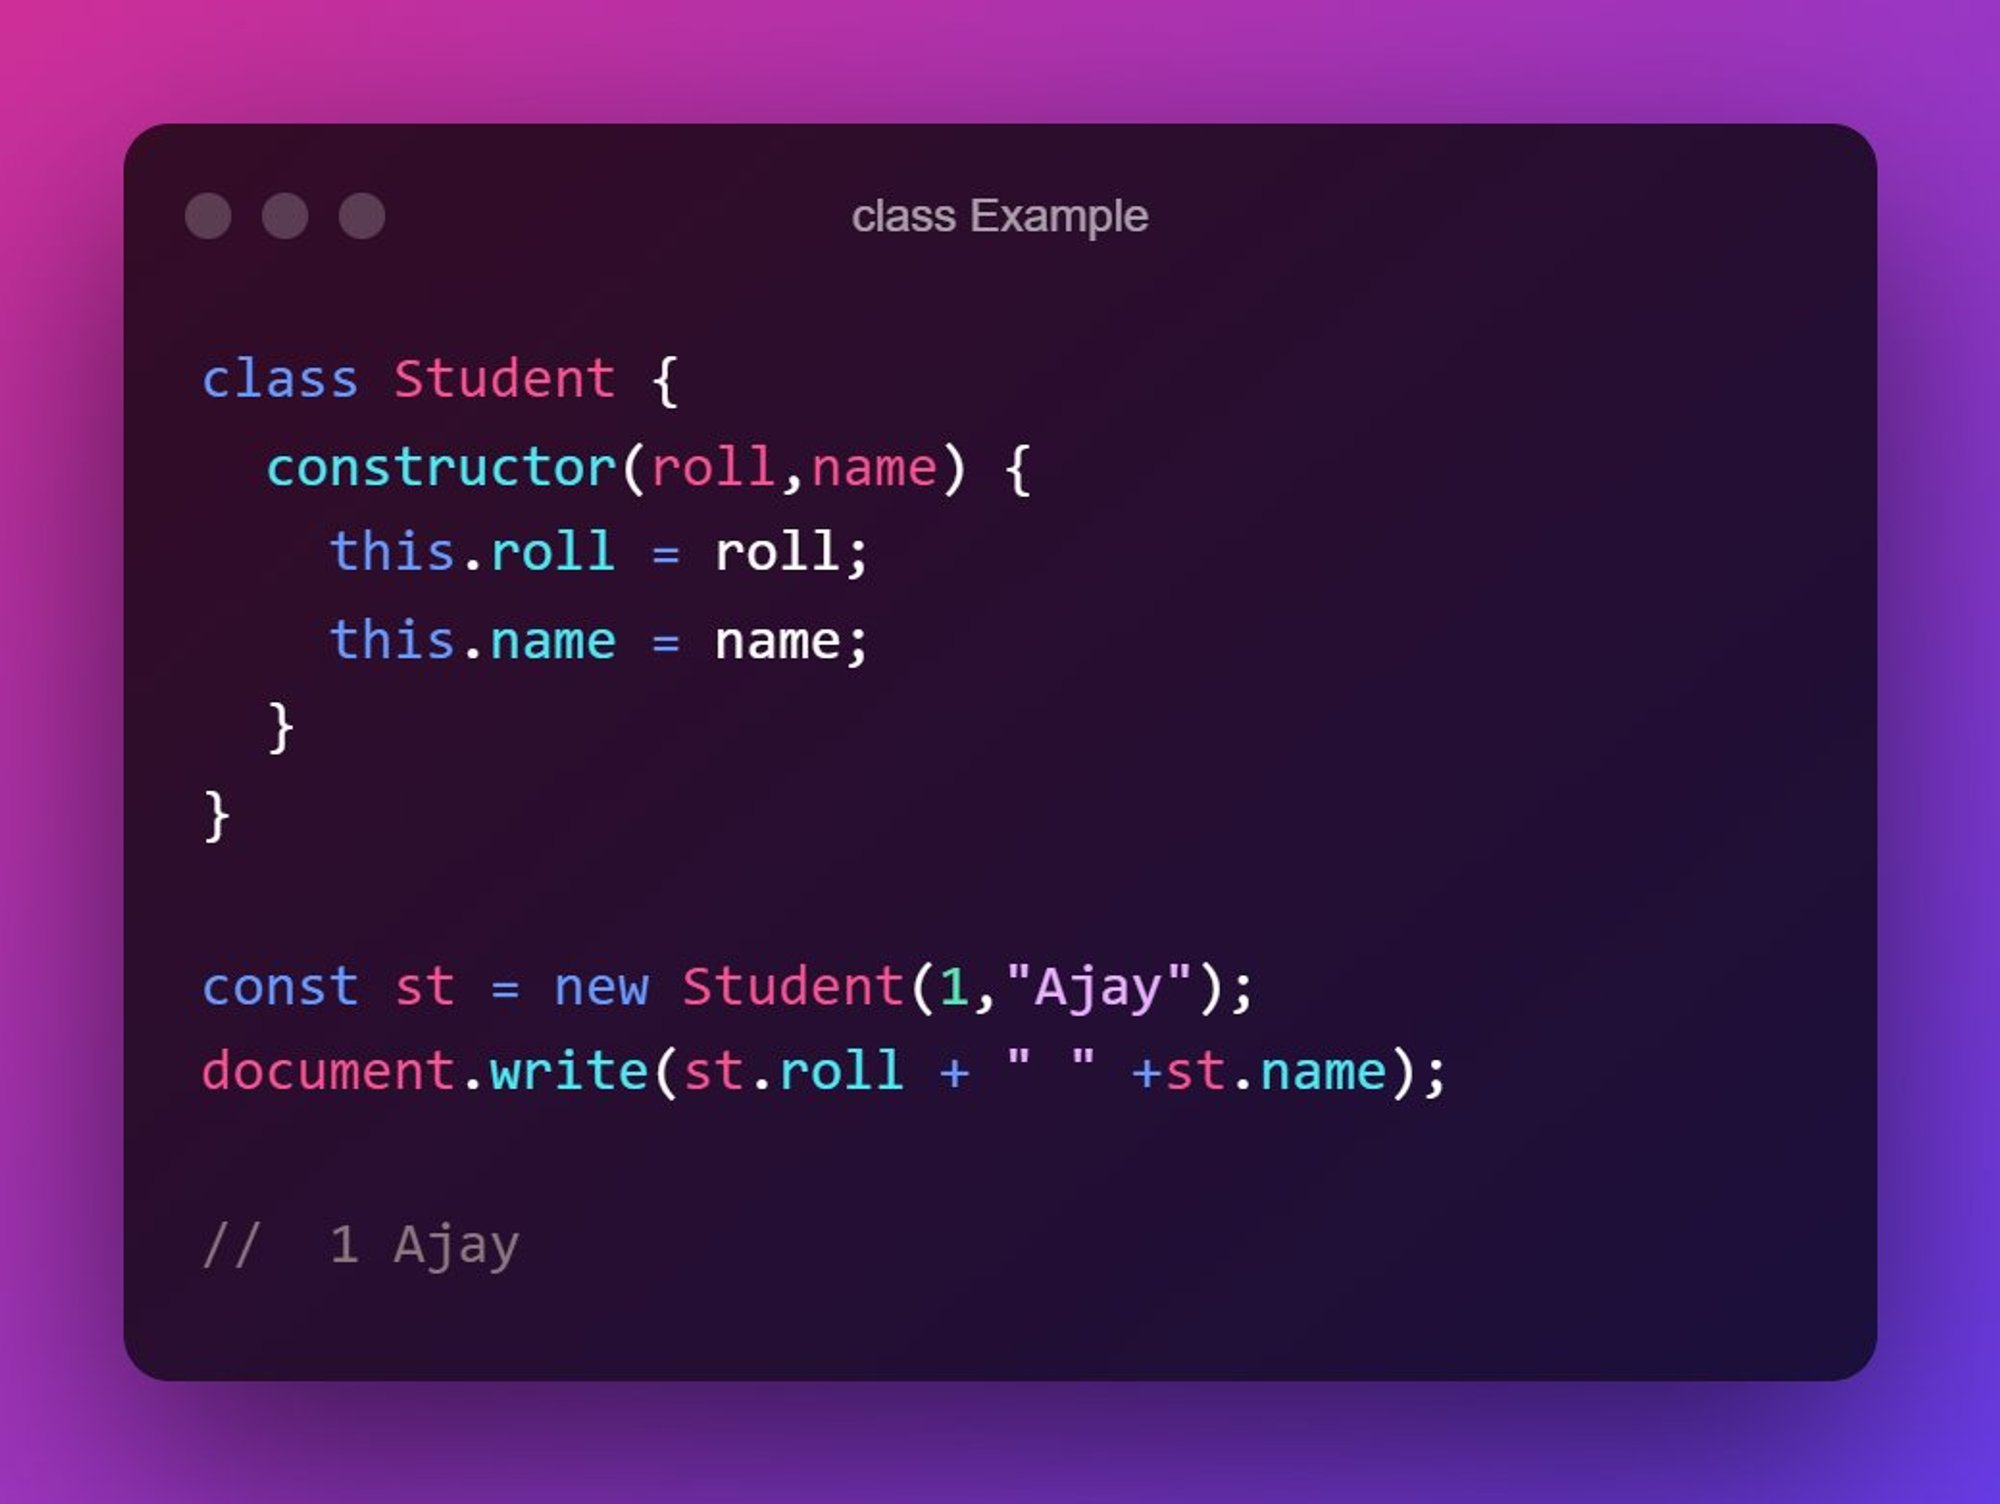 class Example
class Student {
  constructor(roll,name) {
    this.roll = roll;
    this.name = name;
  }
}
const st = new Student(1,"Ajay");
document.write(st.roll + " " +st.name);
//  1 Ajay